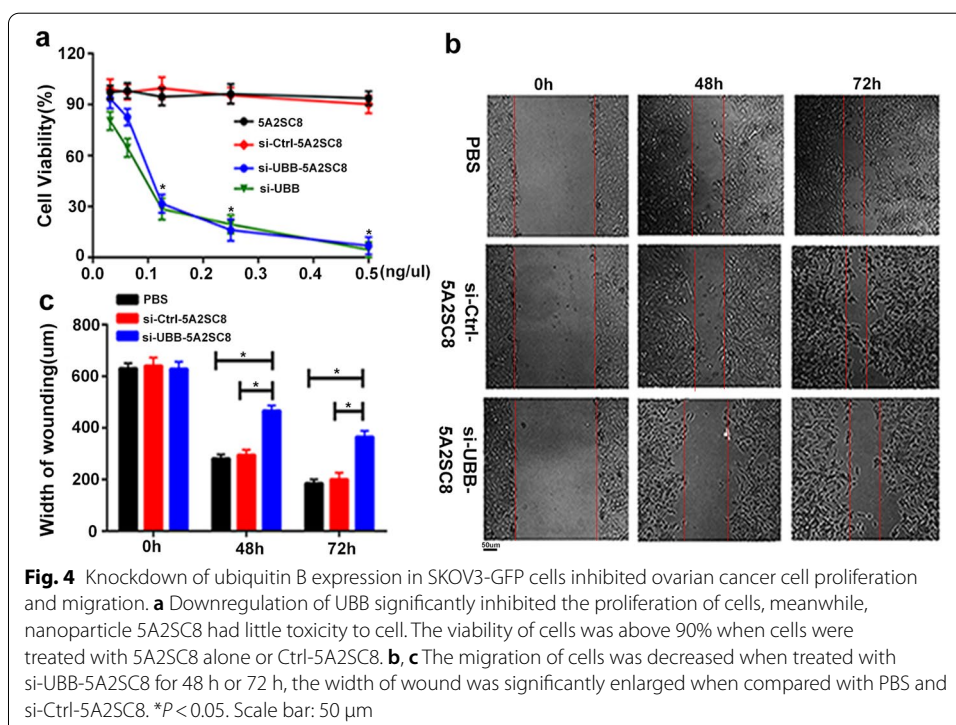 a
120
90
60
30
0
Cell Viability(%)
5A2SC8
si-Ctrl-5A2SC8
si-UBB-5A2SC8
si-UBB
*
*
*
0.0 0.1 0.2 0.3 0.4 0.5 (ng/ul)
b
0h 48h 72h
PBS
si-Ctrl-
5A2SC8
si-UBB-
5A2SC8
50um
c
PBS
si-Ctrl-5A2SC8
si-UBB-5A2SC8
800
600
400
200
0
Width of wounding(um)
*
*
*
*
0h 48h 72h
Fig. 4 Knockdown of ubiquitin B expression in SKOV3-GFP cells inhibited ovarian cancer cell proliferation
and migration. a Downregulation of UBB significantly inhibited the proliferation of cells, meanwhile,
nanoparticle 5A2SC8 had little toxicity to cell. The viability of cells was above 90% when cells were
treated with 5A2SC8 alone or Ctrl-5A2SC8. b, c The migration of cells was decreased when treated with
si-UBB-5A2SC8 for 48 h or 72 h, the width of wound was significantly enlarged when compared with PBS and
si-Ctrl-5A2SC8. *P < 0.05. Scale bar: 50 μm